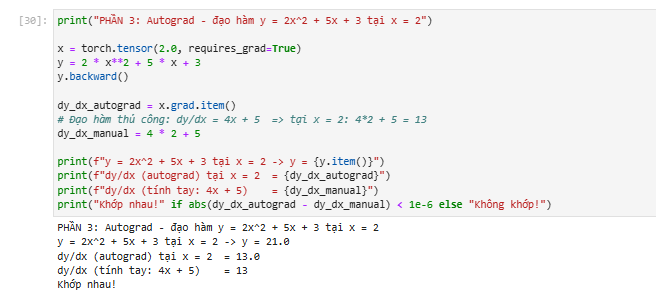 [30]: print("PHẦN 3: Autograd - đạo hàm y = 2x^2 + 5x + 3 tại x = 2")
x = torch.tensor(2.0, requires_grad=True)
y = 2 * x**2 + 5 * x + 3
y.backward()
dy_dx_autograd = x.grad.item()
# Đạo hàm thủ công: dy/dx = 4x + 5  => tại x = 2: 4*2 + 5 = 13
dy_dx_manual = 4 * 2 + 5
print(f"y = 2x^2 + 5x + 3 tại x = 2 -> y = {y.item()}")
print(f"dy/dx (autograd) tại x = 2  = {dy_dx_autograd}")
print(f"dy/dx (tính tay: 4x + 5)    = {dy_dx_manual}")
print("Khớp nhau!" if abs(dy_dx_autograd - dy_dx_manual) < 1e-6 else "Không khớp!")
PHẦN 3: Autograd - đạo hàm y = 2x^2 + 5x + 3 tại x = 2
y = 2x^2 + 5x + 3 tại x = 2 -> y = 21.0
dy/dx (autograd) tại x = 2  = 13.0
dy/dx (tính tay: 4x + 5)    = 13
Khớp nhau!